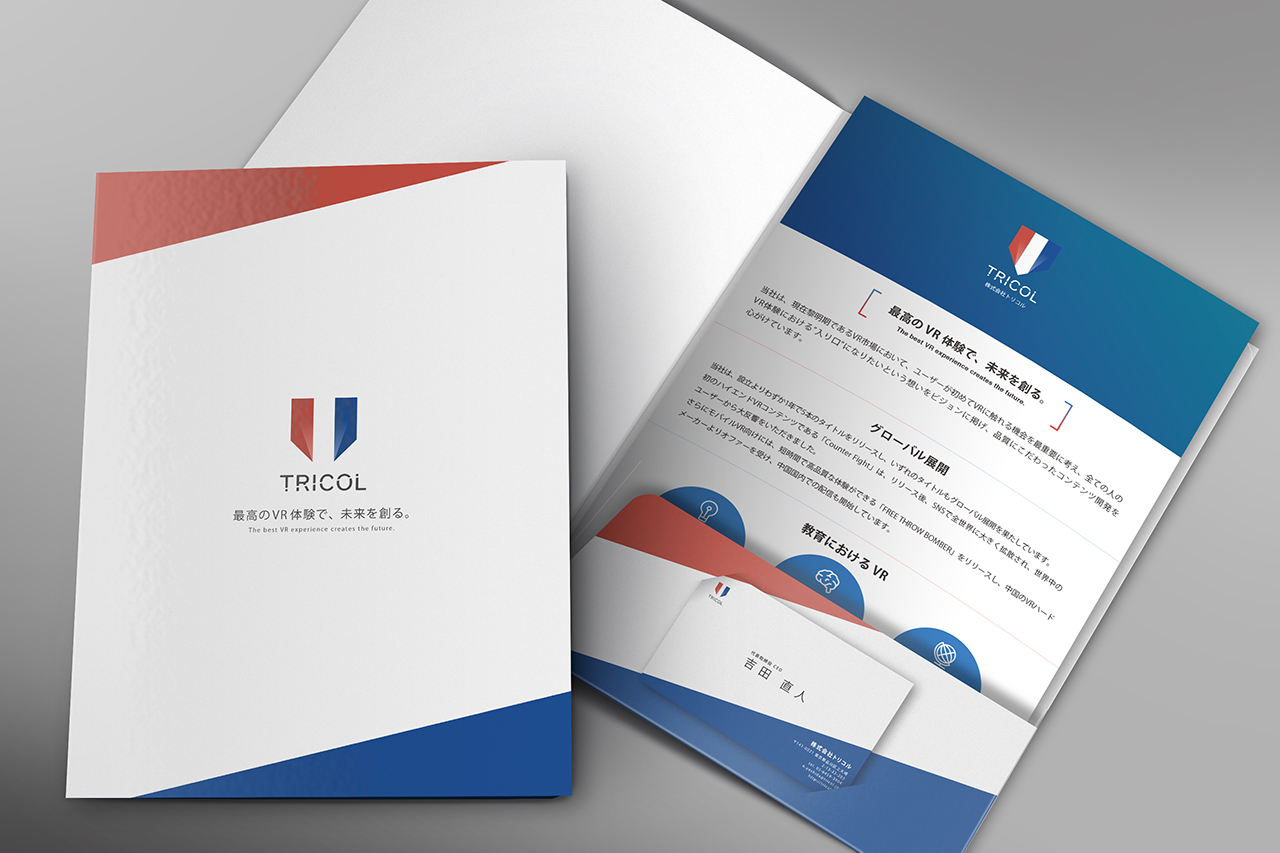 TRICOL
最高のVR体験で、未来を創る。
The best VR experience creates the future.
TRICOL
株式会社トリコル
最高のVR体験で、未来を創る。
The best VR experience creates the future.
当社は、現在黎明期であるVR市場において、ユーザーが初めてVRに触れる機会を最重要に考え、全ての人の
VR体験における“入り口”になりたいという想いをビジョンに掲げ、品質にこだわったコンテンツ開発を
心がけています。
グローバル展開
当社は、設立よりわずか1年で5本のタイトルをリリースし、いずれのタイトルもグローバル展開を果たしています。
初のハイエンドVRコンテンツである「Counter Fight」は、リリース後、SNSで全世界に大きく拡散され、世界中の
ユーザーから大反響をいただきました。
さらにモバイルVR向けには、短時間で高品質な体験ができる「FREE THROW BOMBER」をリリースし、中国のVRハード
メーカーよりオファーを受け、中国国内での配信も開始しています。
教育におけるVR
TRICOL
代表取締役 CEO
吉田 直人
株式会社トリコル